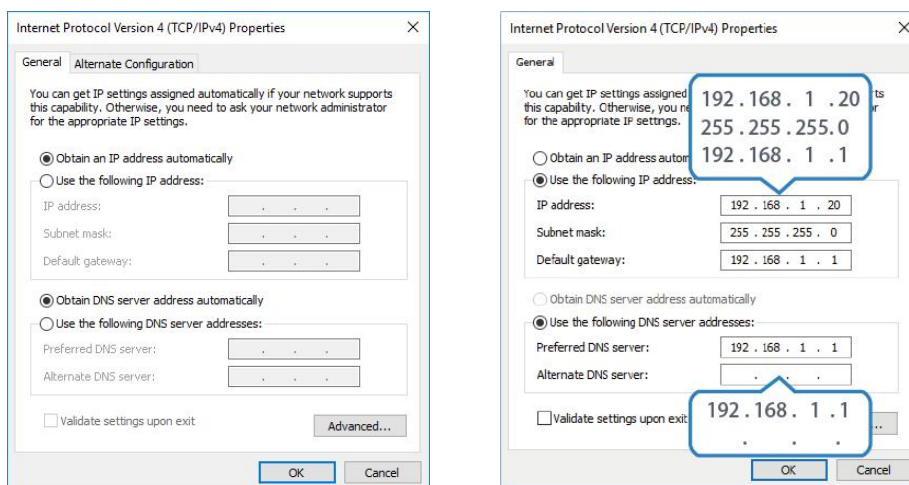 Internet Protocol Version 4 (TCP/IPv4) Properties
General
Alternate Configuration
You can get IP settings assigned automatically if your network supports
this capability. Otherwise, you need to ask your network administrator
for the appropriate IP settings.
Obtain an IP address automatically
Use the following IP address:
IP address:
. . .
Subnet mask:
. . .
Default gateway:
. . .
Obtain DNS server address automatically
Use the following DNS server addresses:
Preferred DNS server:
. . .
Alternate DNS server:
. . .
Validate settings upon exit
Advanced...
OK
Cancel
Internet Protocol Version 4 (TCP/IPv4) Properties
General
You can get IP settings assigned
this capability. Otherwise, you
for the appropriate IP settings.
192.168. 1 .20
255.255.255.0
192.168. 1 .1
Obtain an IP address
Use the following IP address:
IP address:
192 . 168 . 1 . 20
Subnet mask:
255 . 255 . 255 . 0
Default gateway:
192 . 168 . 1 . 1
Obtain DNS server address automatically
Use the following DNS server addresses:
Preferred DNS server:
192 . 168 . 1 . 1
Alternate DNS server:
. . .
Validate settings upon exit
192.168. 1 .1
. . .
OK
Cancel